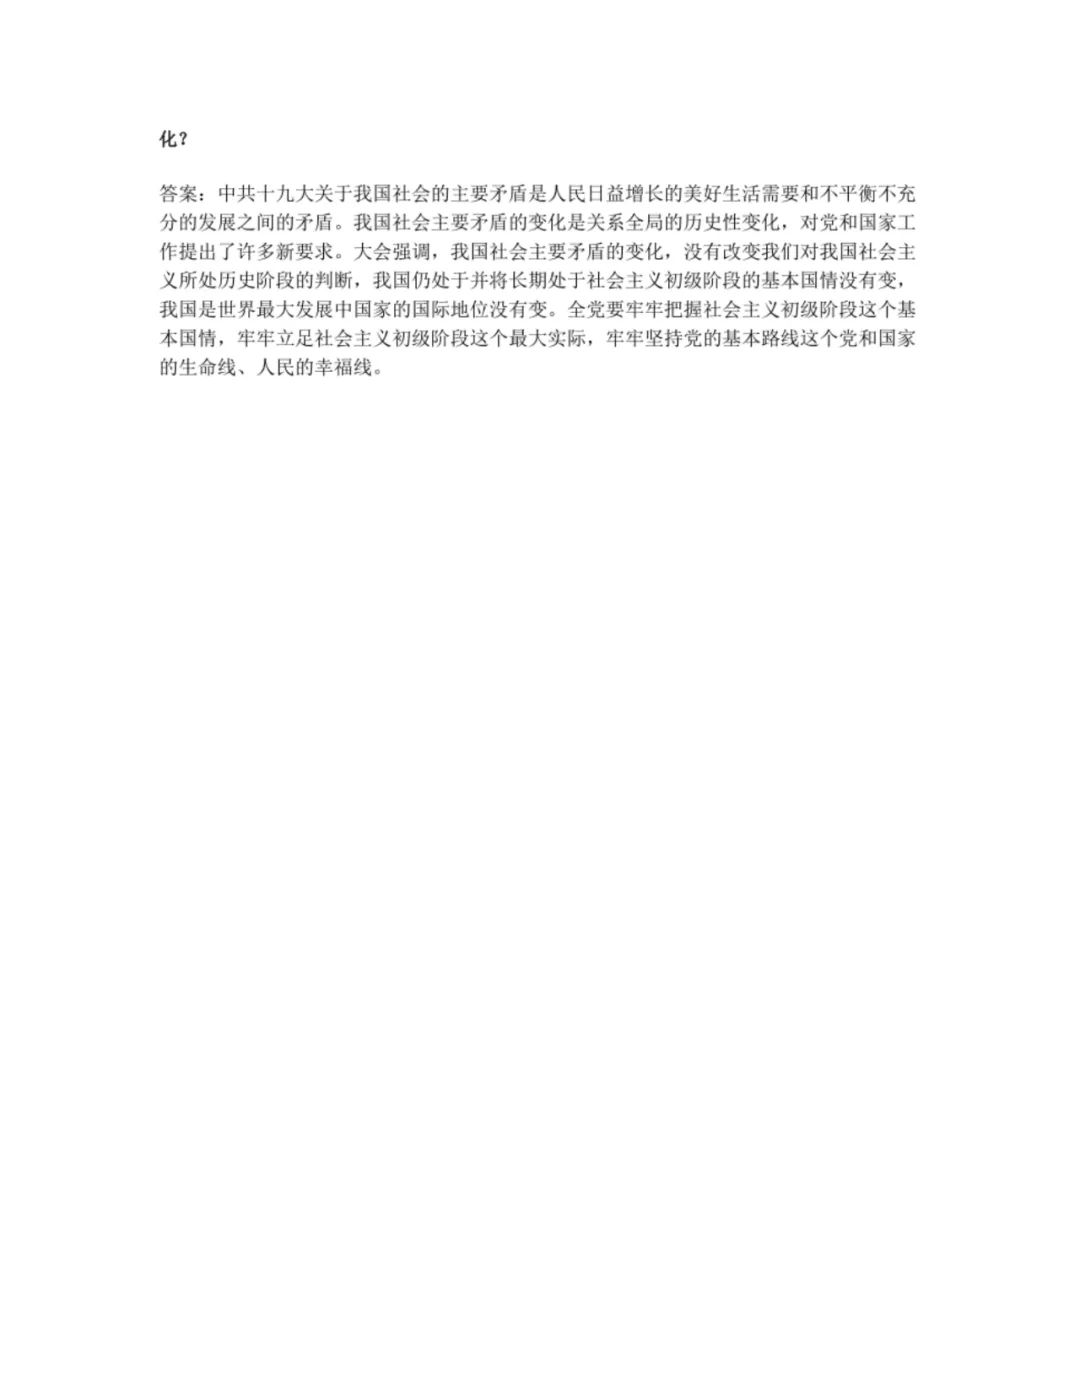 化？
答案：中共十九大关于我国社会的主要矛盾是人民日益增长的美好生活需要和不平衡不充
分的发展之间的矛盾。我国社会主要矛盾的变化是关系全局的历史性变化，对党和国家工
作提出了许多新要求。大会强调，我国社会主要矛盾的变化，没有改变我们对我国社会主
义所处历史阶段的判断，我国仍处于并将长期处于社会主义初级阶段的基本国情没有变，
我国是世界最大发展中国家的国际地位没有变。全党要牢牢把握社会主义初级阶段这个基
本国情，牢牢立足社会主义初级阶段这个最大实际，牢牢坚持党的基本路线这个党和国家
的生命线、人民的幸福线。